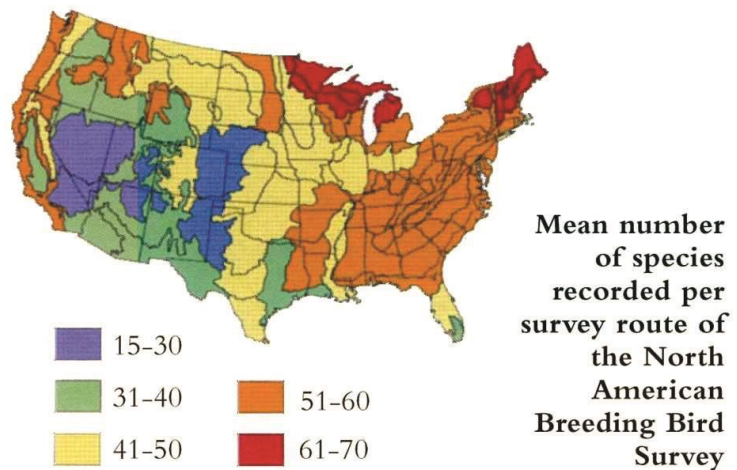 Mean number
of species
recorded per
survey route of
the North
American
Breeding Bird
Survey
15-30
31-40
41-50
51-60
61-70